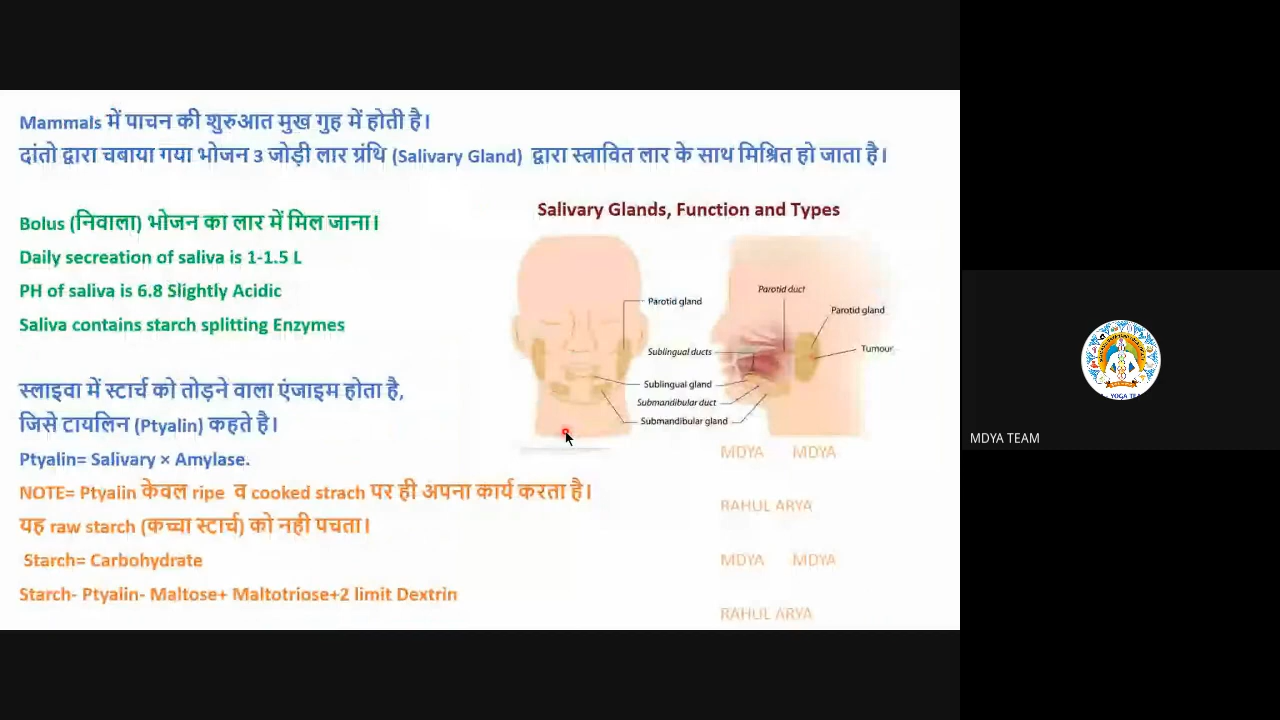 Mammals में पाचन की शुरुआत मुख गुह में होती है।
दांतो द्वारा चबाया गया भोजन 3 जोड़ी लार ग्रंथि (Salivary Gland) द्वारा स्त्रावित लार के साथ मिश्रित हो जाता है।
Bolus (निवाला) भोजन का लार में मिल जाना।
Daily secreation of saliva is 1-1.5 L
PH of saliva is 6.8 Slightly Acidic
Saliva contains starch splitting Enzymes
स्लाइवा में स्टार्च को तोड़ने वाला एंजाइम होता है,
जिसे टायलिन (Ptyalin) कहते है।
Ptyalin= Salivary × Amylase.
NOTE= Ptyalin केवल ripe व cooked strach पर ही अपना कार्य करता है।
यह raw starch (कच्चा स्टार्च) को नही पचता।
Starch= Carbohydrate
Starch- Ptyalin- Maltose+ Maltotriose+2 limit Dextrin
Salivary Glands, Function and Types
Parotid duct
Parotid gland
Parotid gland
Tumour
Sublingual ducts
Sublingual gland
Submandibular duct
Submandibular gland
MDYA MDYA
RAHUL ARYA
MDYA MDYA
RAHUL ARYA
MDYA TEAM